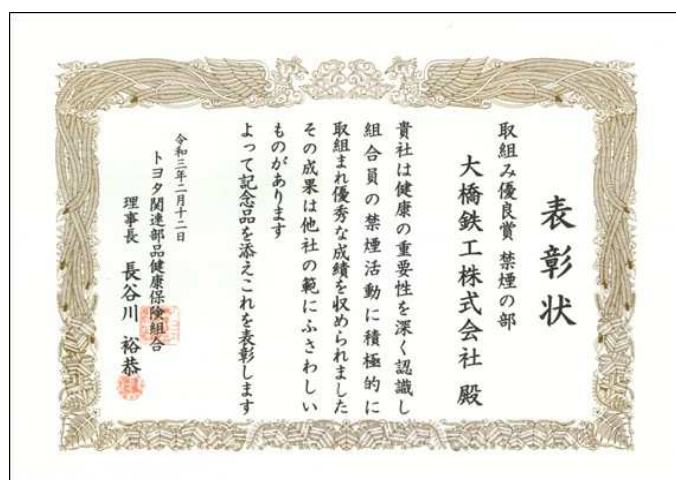 表彰状
取組み優良賞 禁煙の部
大橋鉄工株式会社 殿
貴社は健康の重要性を深く認識し
組合員の禁煙活動に積極的に
取組まれ優秀な成績を収められました
その成果は他社の範にふさわしい
ものがあります
よって記念品を添えこれを表彰します
令和三年二月十二日
トヨタ関連部品健康保険組合
理事長 長谷川 裕恭